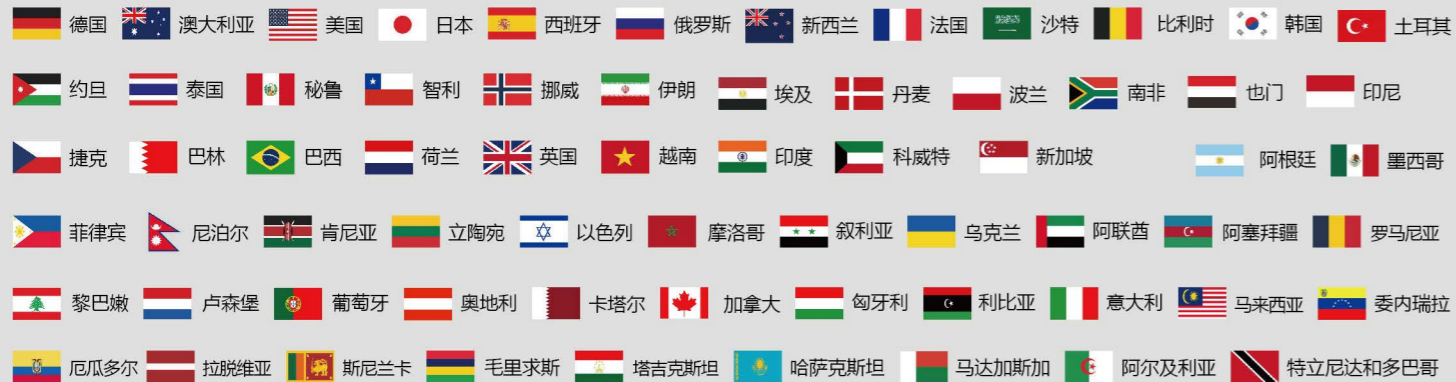 德国 澳大利亚 美国 日本 西班牙 俄罗斯 新西兰 法国 沙特 比利时 韩国 土耳其
约旦 泰国 秘鲁 智利 挪威 伊朗 埃及 丹麦 波兰 南非 也门 印尼
捷克 巴林 巴西 荷兰 英国 越南 印度 科威特 新加坡 阿根廷 墨西哥
菲律宾 尼泊尔 肯尼亚 立陶宛 以色列 摩洛哥 叙利亚 乌克兰 阿联酋 阿塞拜疆 罗马尼亚
黎巴嫩 卢森堡 葡萄牙 奥地利 卡塔尔 加拿大 匈牙利 利比亚 意大利 马来西亚 委内瑞拉
厄瓜多尔 拉脱维亚 斯尼兰卡 毛里求斯 塔吉克斯坦 哈萨克斯坦 马达加斯加 阿尔及利亚 特立尼达和多巴哥